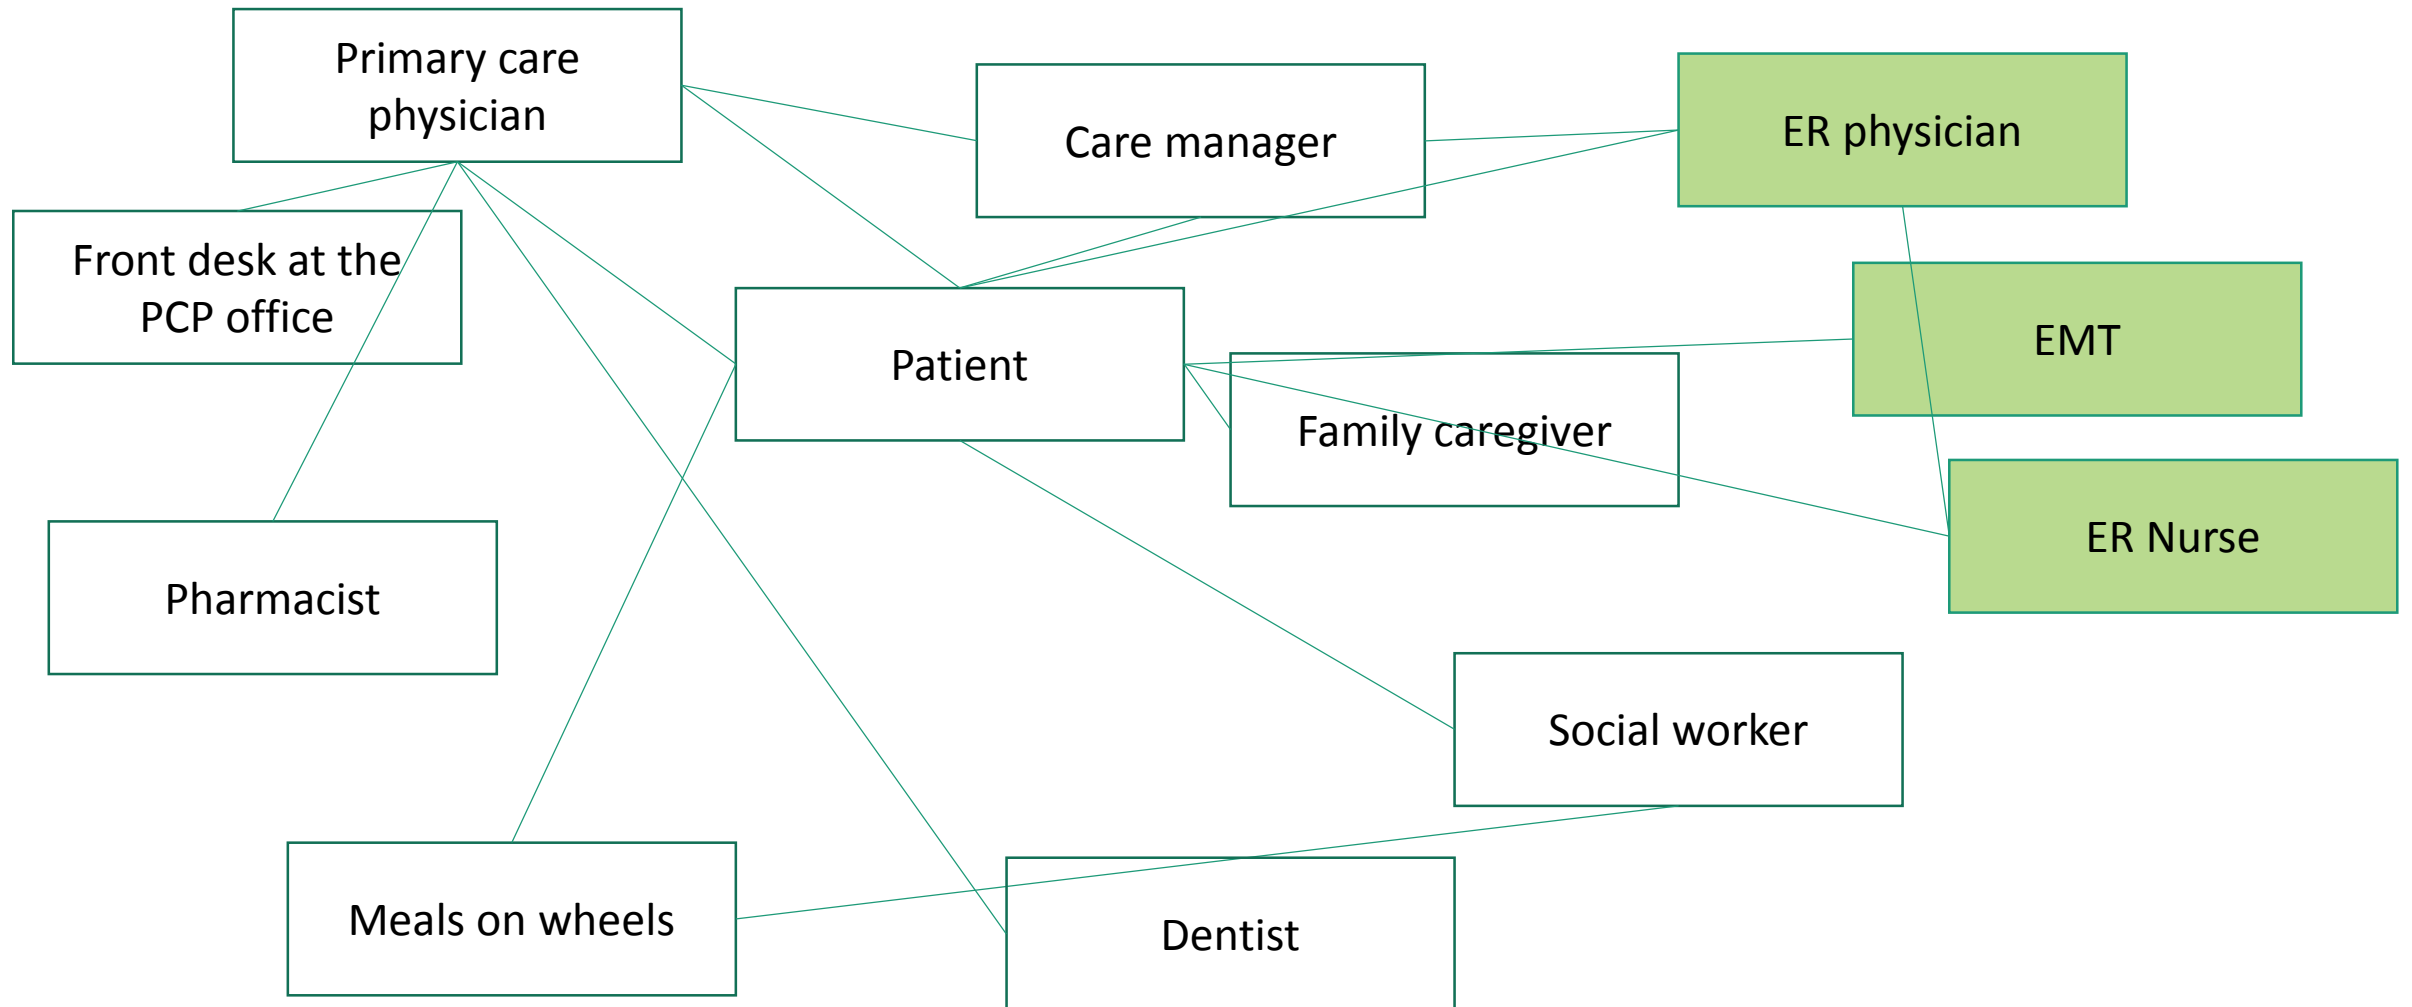 Primary care
physician
Care manager
ER physician
Front desk at the
PCP office
Patient
EMT
Family caregiver
ER Nurse
Pharmacist
Social worker
Meals on wheels
Dentist